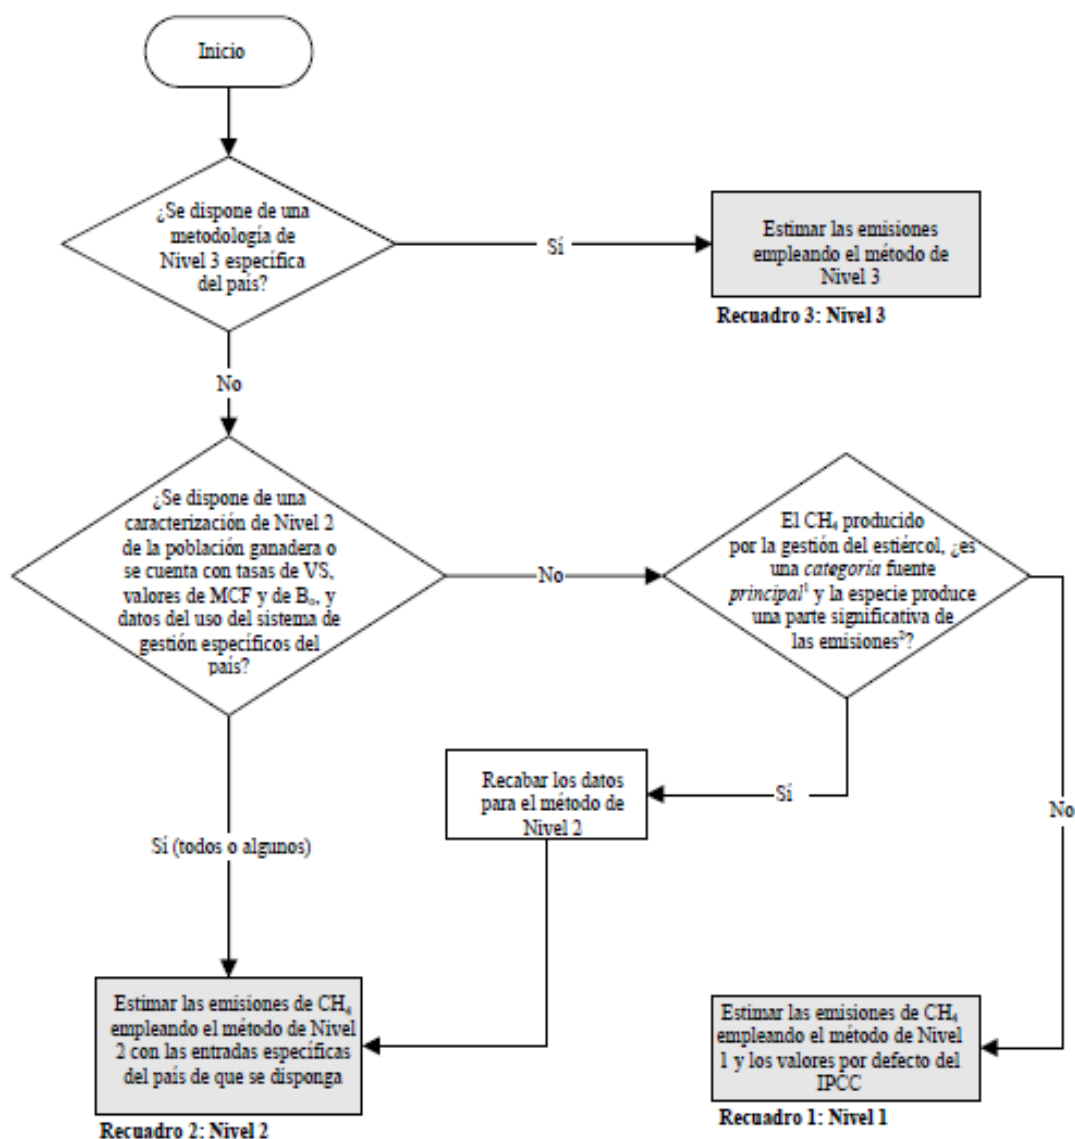 Inicio
¿Se dispone de una
metodología de
Nivel 3 específica
del país?
Sí
Estimar las emisiones
empleando el método de
Nivel 3
Recuadro 3: Nivel 3
No
¿Se dispone de una
caracterización de Nivel 2
de la población ganadera o
se cuenta con tasas de VS,
valores de MCF y de B₀, y
datos del uso del sistema de
gestión específicos del
país?
No
El CH₄ producido
por la gestión del estiércol, ¿es
una categoria fuente
principal¹ y la especie produce
una parte significativa de
las emisiones²?
Recabar los datos
para el método de
Nivel 2
Sí
No
Sí (todos o algunos)
Estimar las emisiones de CH₄
empleando el método de Nivel
2 con las entradas específicas
del país de que se disponga
Recuadro 2: Nivel 2
Estimar las emisiones de CH₄
empleando el método de Nivel
1 y los valores por defecto del
IPCC
Recuadro 1: Nivel 1